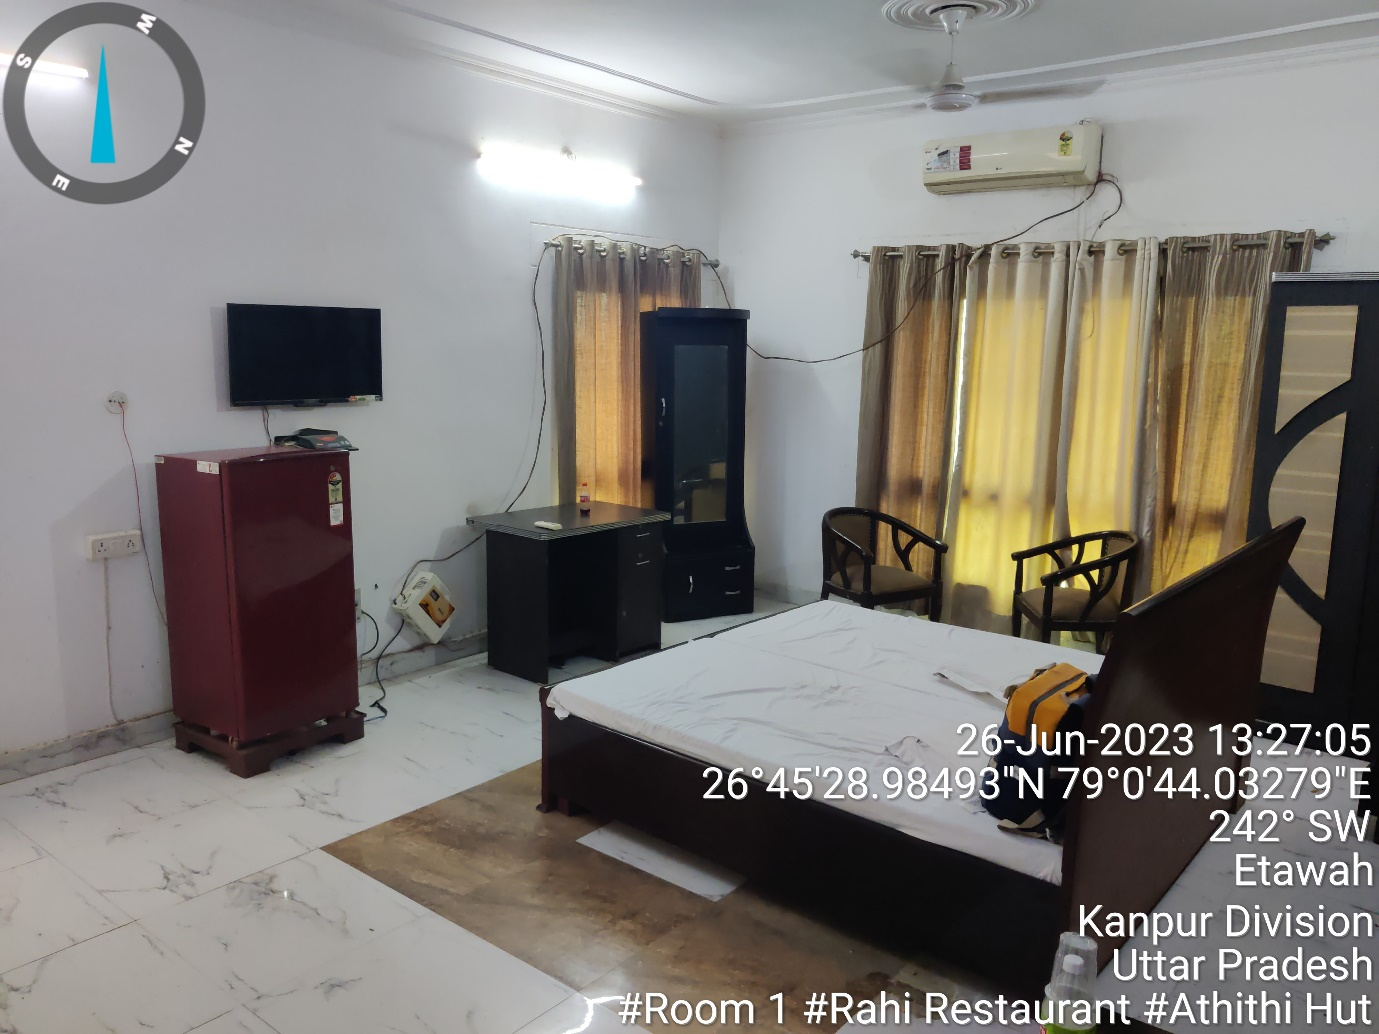 W
S
N
E
26-Jun-2023 13:27:05
26°45'28.98493"N 79°0'44.03279"E
242° SW
Etawah
Kanpur Division
Uttar Pradesh
#Room 1 #Rahi Restaurant #Athithi Hut